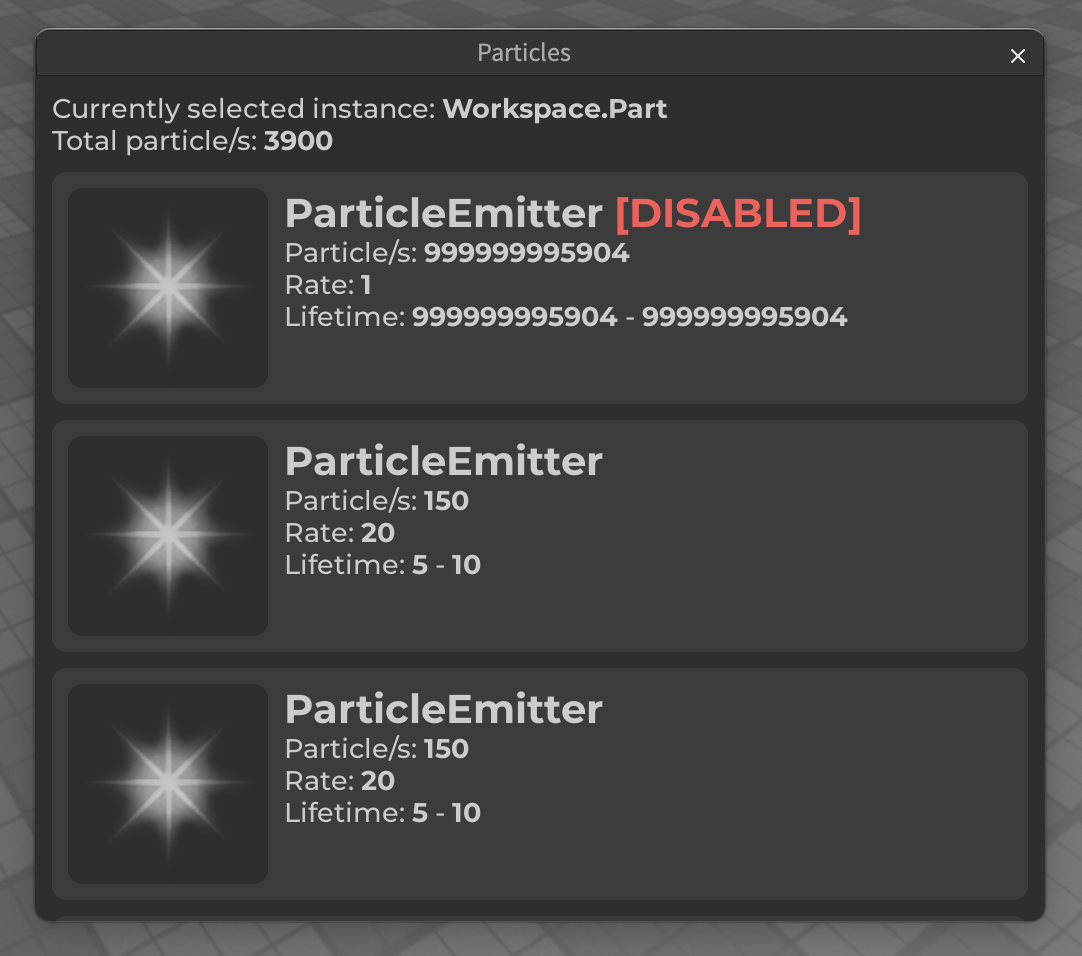 Particles
Currently selected instance: Workspace.Part
Total particle/s: 3900
ParticleEmitter [DISABLED]
Particle/s: 999999995904
Rate: 1
Lifetime: 999999995904 - 999999995904
ParticleEmitter
Particle/s: 150
Rate: 20
Lifetime: 5 - 10
ParticleEmitter
Particle/s: 150
Rate: 20
Lifetime: 5 - 10